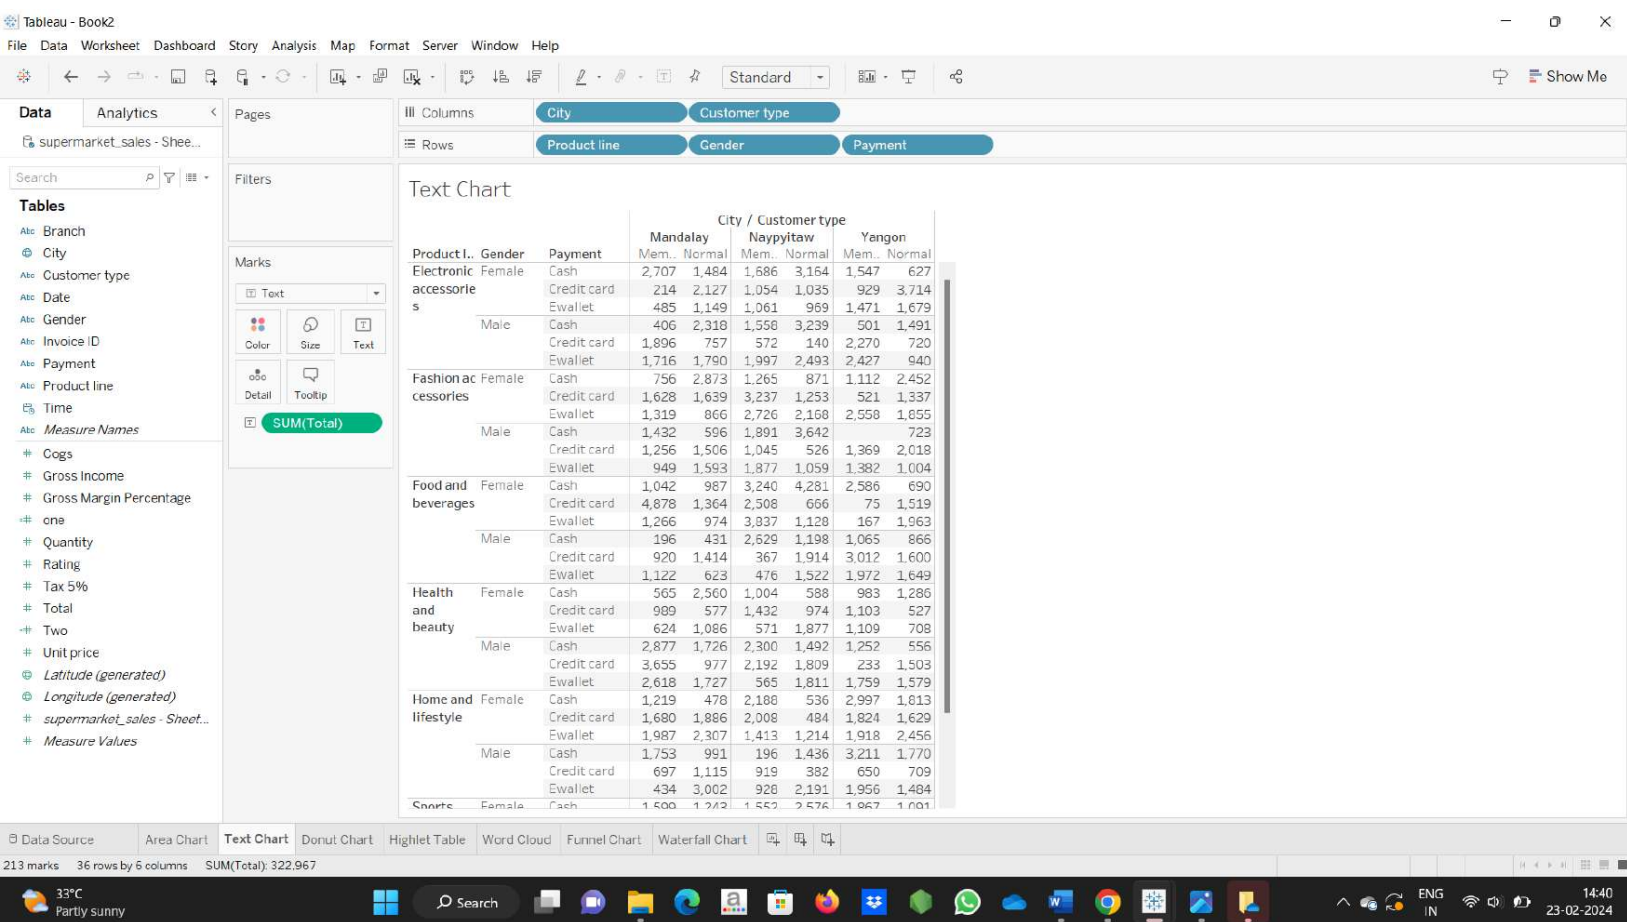 Tableau - Book2
File Data Worksheet Dashboard Story Analysis Map Format Server Window Help
Standard
Show Me
Data Analytics
supermarket_sales - Shee...
Search
Tables
Abc Branch
City
Abc Customer type
Abc Date
Abc Gender
Abc Invoice ID
Abc Payment
Abc Product line
Time
Abc Measure Names
# Cogs
# Gross Income
# Gross Margin Percentage
=# one
# Quantity
# Rating
# Tax 5%
# Total
=# Two
# Unit price
Latitude (generated)
Longitude (generated)
# supermarket_sales - Sheet...
# Measure Values
Pages
Filters
Marks
T Text
Color Size Text
Detail Tooltip
SUM(Total)
Columns City Customer type
Rows Product line Gender Payment
Text Chart
City / Customer type
Mandalay Naypyitaw Yangon
Product l.. Gender Payment Mem.. Normal Mem.. Normal Mem.. Normal
Electronic Female Cash 2,707 1,484 1,686 3,164 1,547 627
accessorie Credit card 214 2,127 1,054 1,035 929 3,714
s Ewallet 485 1,149 1,061 969 1,471 1,679
Male Cash 406 2,318 1,558 3,239 501 1,491
Credit card 1,896 757 572 140 2,270 720
Ewallet 1,716 1,790 1,997 2,493 2,427 940
Fashion ac Female Cash 756 2,873 1,265 871 1,112 2,452
cessories Credit card 1,628 1,639 3,237 1,253 521 1,337
Ewallet 1,319 866 2,726 2,168 2,558 1,855
Male Cash 1,432 596 1,891 3,642 723
Credit card 1,256 1,506 1,045 526 1,369 2,018
Ewallet 949 1,593 1,877 1,059 1,382 1,004
Food and Female Cash 1,042 987 3,240 4,281 2,586 690
beverages Credit card 4,878 1,364 2,508 666 75 1,519
Ewallet 1,266 974 3,837 1,128 167 1,963
Male Cash 196 431 2,629 1,198 1,065 866
Credit card 920 1,414 367 1,914 3,012 1,600
Ewallet 1,122 623 476 1,522 1,972 1,649
Health Female Cash 565 2,560 1,004 588 983 1,286
and Credit card 989 577 1,432 974 1,103 527
beauty Ewallet 624 1,086 571 1,877 1,109 708
Male Cash 2,877 1,726 2,300 1,492 1,252 556
Credit card 3,655 977 2,192 1,809 233 1,503
Ewallet 2,618 1,727 565 1,811 1,759 1,579
Home and Female Cash 1,219 478 2,188 536 2,997 1,813
lifestyle Credit card 1,680 1,886 2,008 484 1,824 1,629
Ewallet 1,987 2,307 1,413 1,214 1,918 2,456
Male Cash 1,753 991 196 1,436 3,211 1,770
Credit card 697 1,115 919 382 650 709
Ewallet 434 3,002 928 2,191 1,956 1,484
Sports Female Cash 1,599 1,243 1,552 2,576 1,867 1,091
Data Source Area Chart Text Chart Donut Chart Highlet Table Word Cloud Funnel Chart Waterfall Chart
213 marks 36 rows by 6 columns SUM(Total): 322,967
33°C
Partly sunny
Search
ENG
IN
14:40
23-02-2024